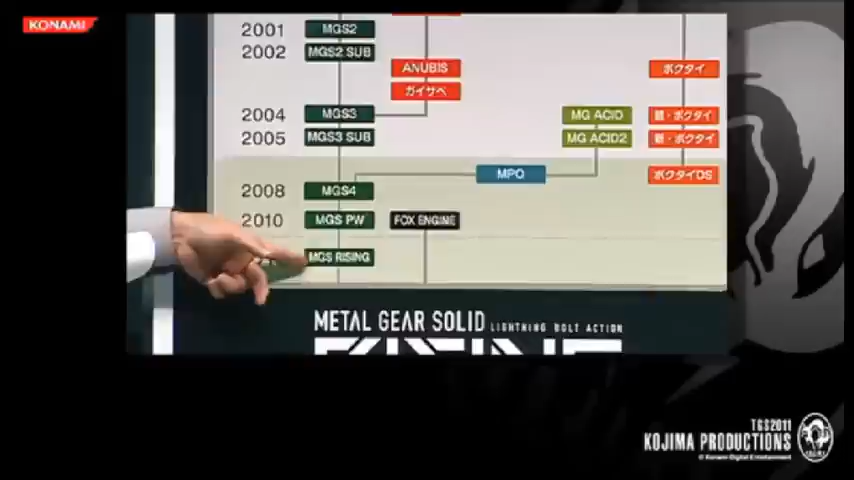 KONAMI
2001 MGS2
2002 MGS2 SUB
ANUBIS ボクタイ
ガイサベ
2004 MGS3 MG ACID 続・ボクタイ
2005 MGS3 SUB MG ACID2 新・ボクタイ
MPO ボクタイDS
2008 MGS4
2010 MGS PW FOX ENGINE
MGS RISING
METAL GEAR SOLID LIGHTNING BOLT ACTION
TGS2011
KOJIMA PRODUCTIONS
© Konami Digital Entertainment